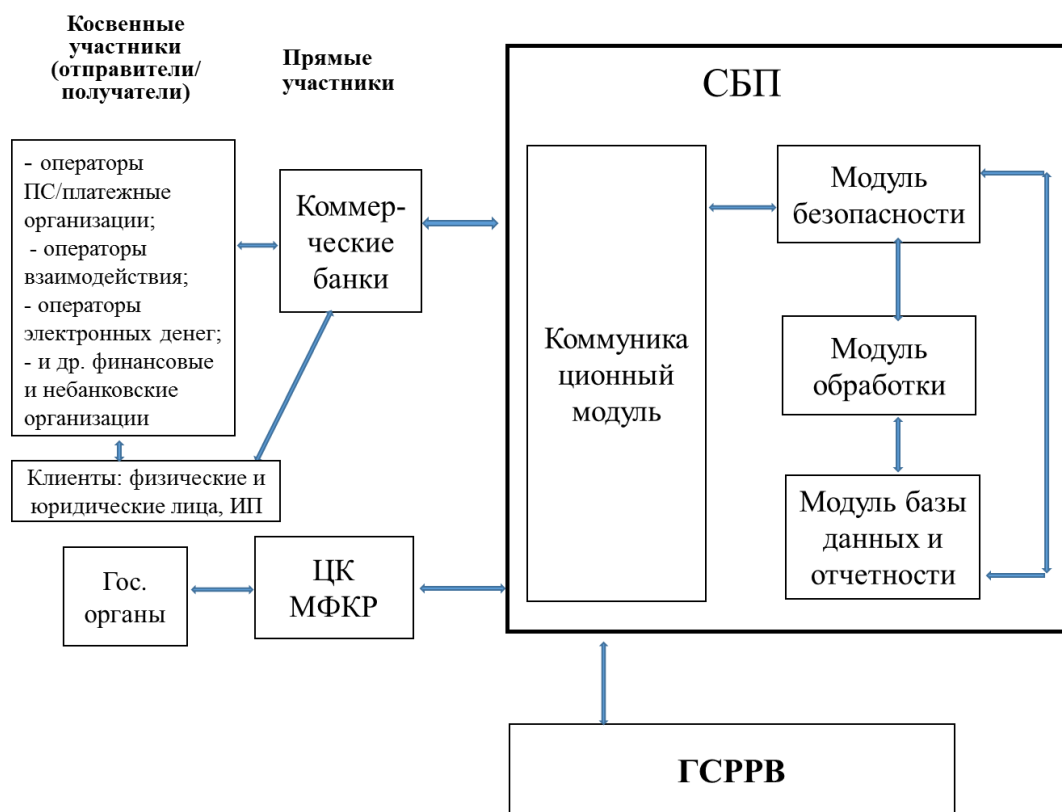 Косвенные
участники
(отправители/
получатели)
Прямые
участники
СБП
- операторы
ПС/платежные
организации;
- операторы
взаимодействия;
- операторы
электронных денег;
- и др. финансовые
и небанковские
организации
Коммер-
ческие
банки
Клиенты: физические и
юридические лица, ИП
Гос.
органы
ЦК
МФКР
Коммуника
ционный
модуль
Модуль
безопасности
Модуль
обработки
Модуль базы
данных и
отчетности
ГСРРВ